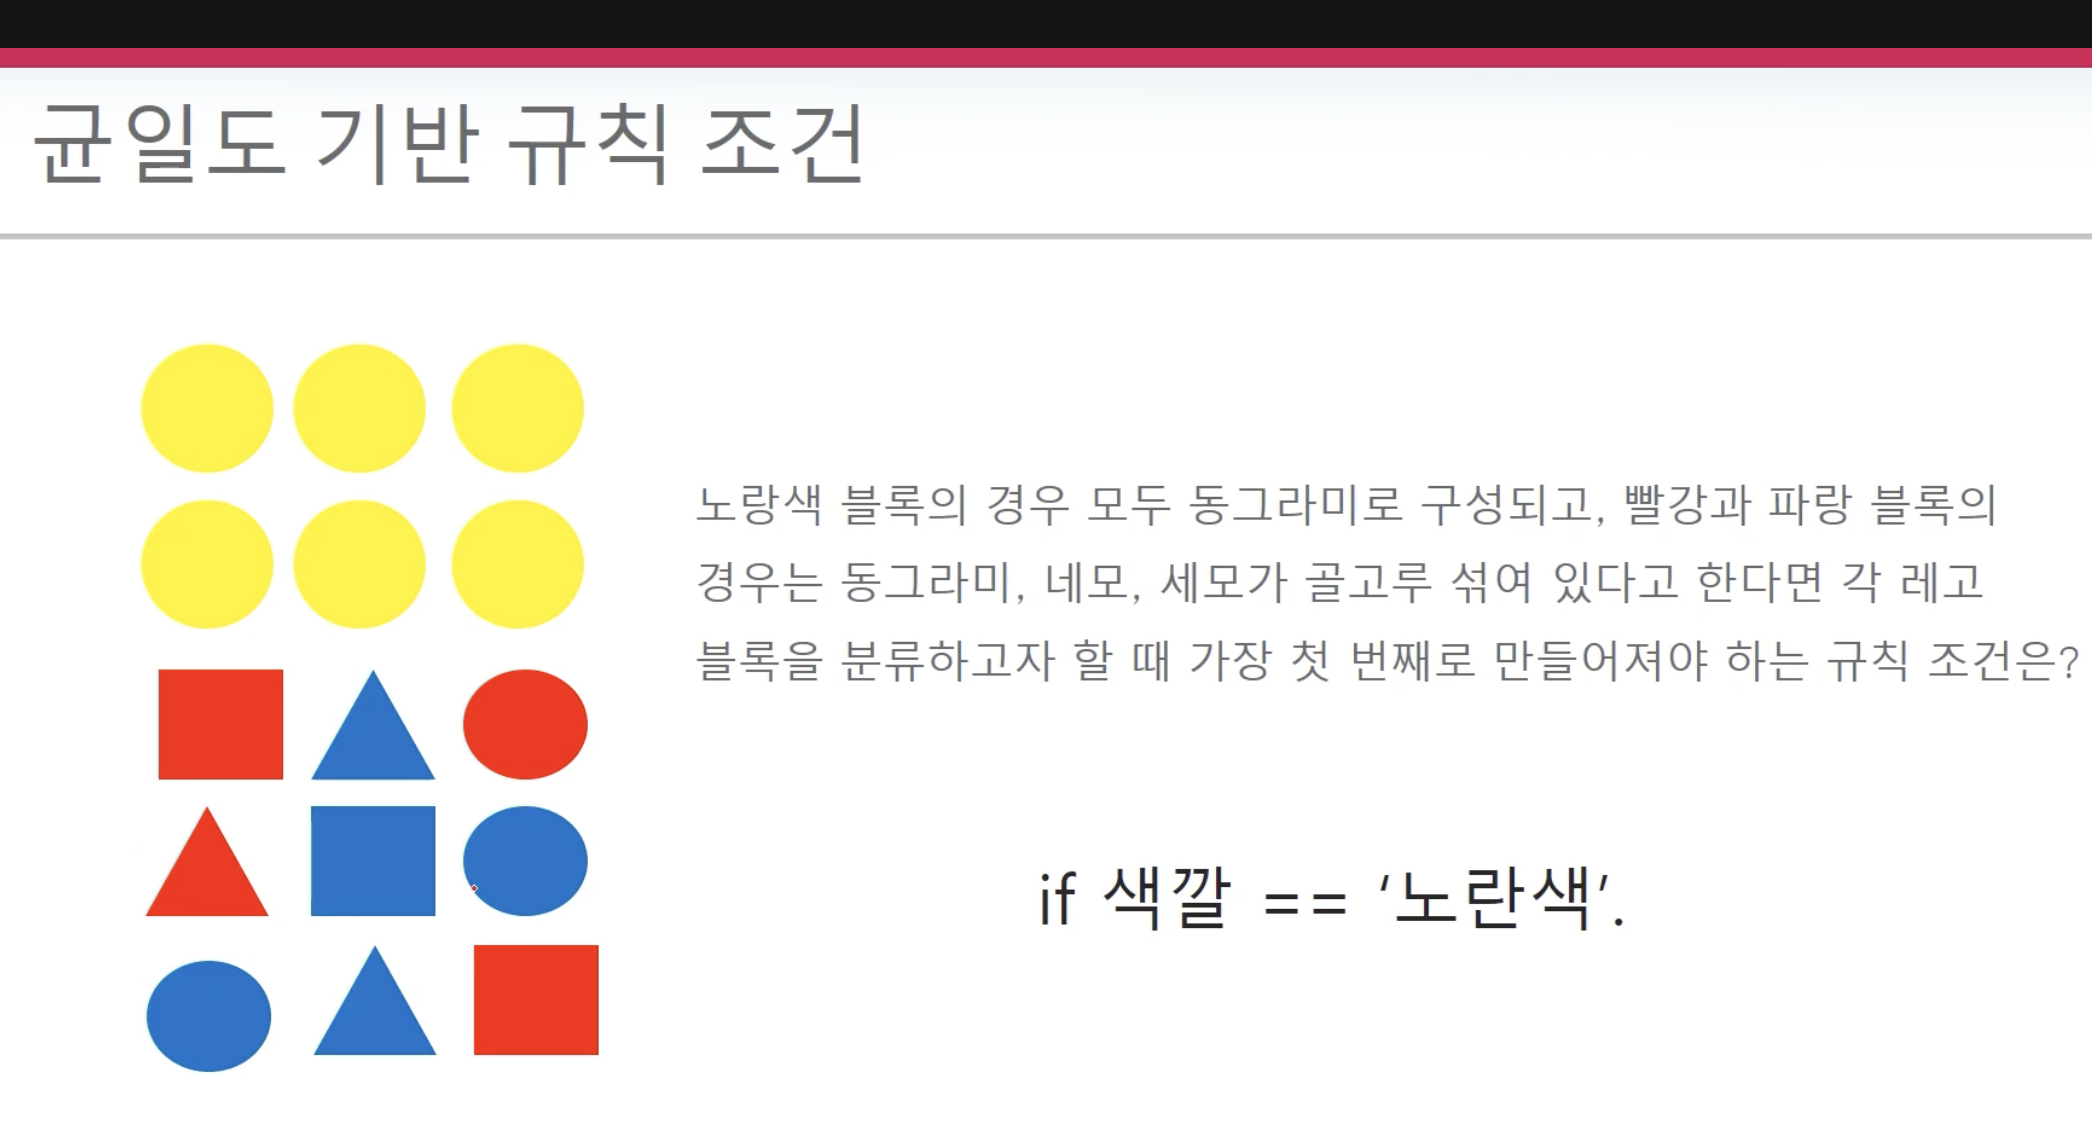 균일도 기반 규칙 조건
노랑색 블록의 경우 모두 동그라미로 구성되고, 빨강과 파랑 블록의
경우는 동그라미, 네모, 세모가 골고루 섞여 있다고 한다면 각 레고
블록을 분류하고자 할 때 가장 첫 번째로 만들어져야 하는 규칙 조건은?
if 색깔 == ‘노란색’.